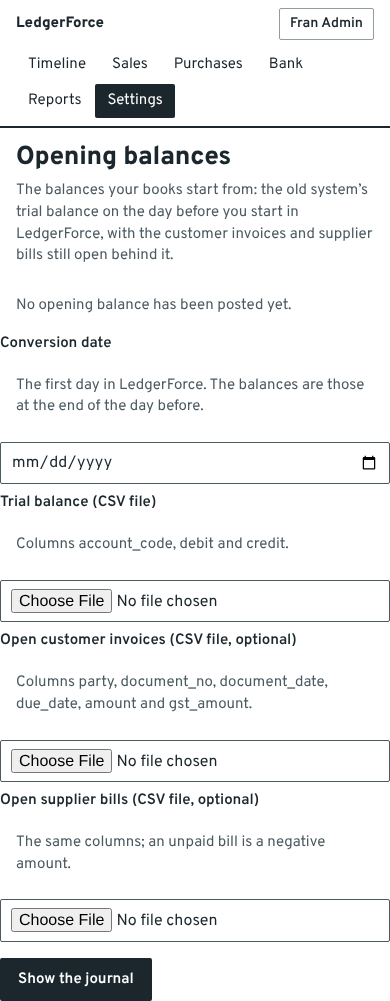 LedgerForce
Fran Admin
Timeline Sales Purchases Bank
Reports Settings
Opening balances
The balances your books start from: the old system’s
trial balance on the day before you start in
LedgerForce, with the customer invoices and supplier
bills still open behind it.
No opening balance has been posted yet.
Conversion date
The first day in LedgerForce. The balances are those
at the end of the day before.
mm/dd/yyyy
Trial balance (CSV file)
Columns account_code, debit and credit.
Choose File No file chosen
Open customer invoices (CSV file, optional)
Columns party, document_no, document_date,
due_date, amount and gst_amount.
Choose File No file chosen
Open supplier bills (CSV file, optional)
The same columns; an unpaid bill is a negative
amount.
Choose File No file chosen
Show the journal